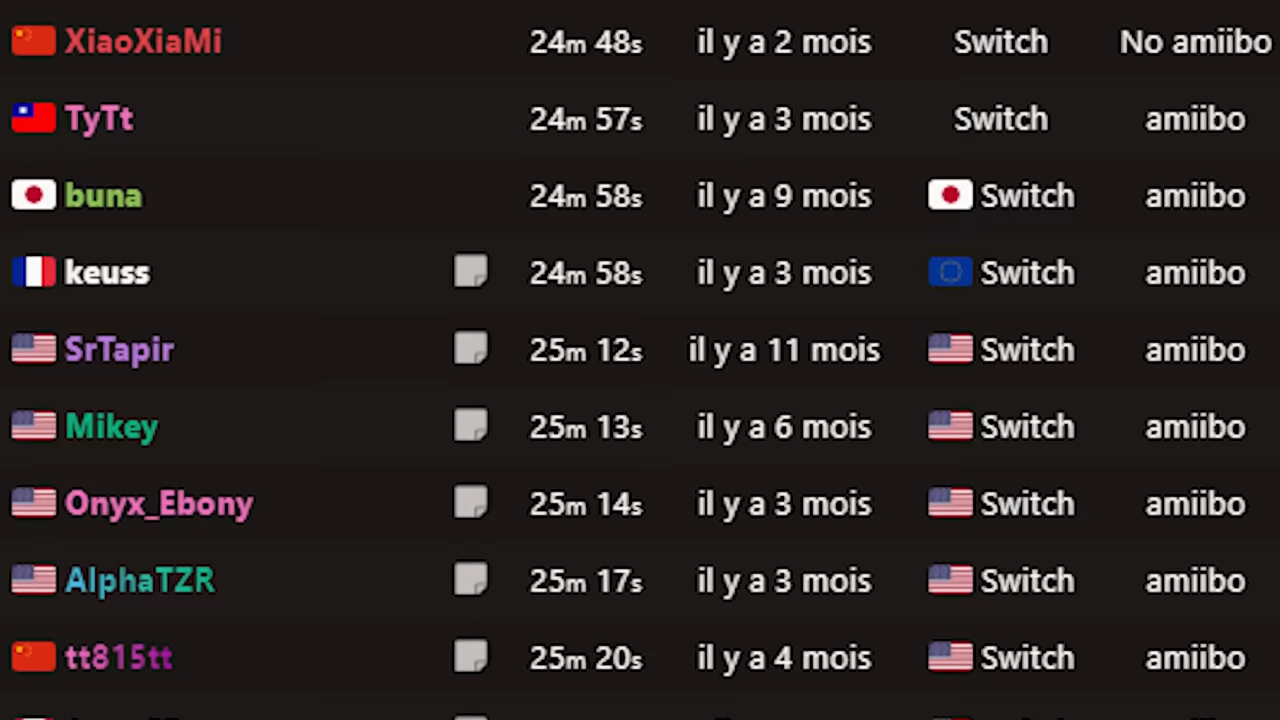 XiaoXiaMi 24m 48s il y a 2 mois Switch No amiibo
TyTt 24m 57s il y a 3 mois Switch amiibo
buna 24m 58s il y a 9 mois Switch amiibo
keuss 24m 58s il y a 3 mois Switch amiibo
SrTapir 25m 12s il y a 11 mois Switch amiibo
Mikey 25m 13s il y a 6 mois Switch amiibo
Onyx_Ebony 25m 14s il y a 3 mois Switch amiibo
AlphaTZR 25m 17s il y a 3 mois Switch amiibo
tt815tt 25m 20s il y a 4 mois Switch amiibo